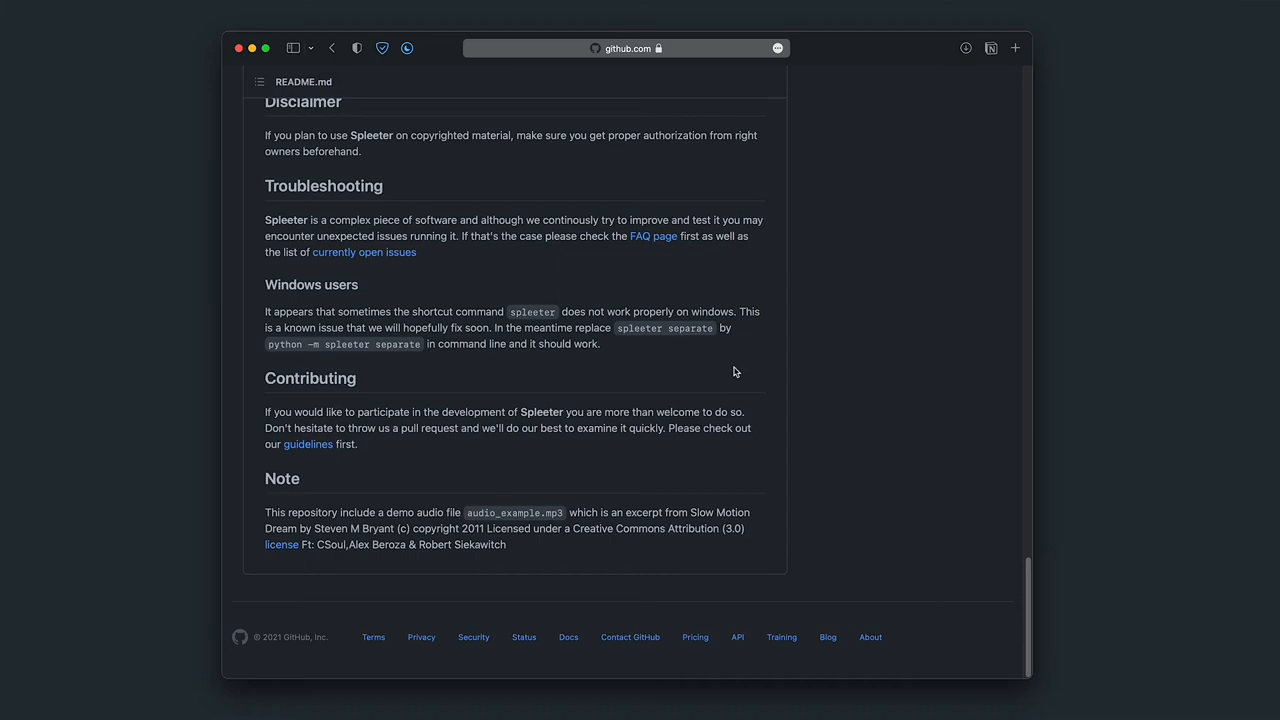 github.com
README.md
Disclaimer
If you plan to use Spleeter on copyrighted material, make sure you get proper authorization from right
owners beforehand.
Troubleshooting
Spleeter is a complex piece of software and although we continously try to improve and test it you may
encounter unexpected issues running it. If that's the case please check the FAQ page first as well as
the list of currently open issues
Windows users
It appears that sometimes the shortcut command spleeter does not work properly on windows. This
is a known issue that we will hopefully fix soon. In the meantime replace spleeter separate by
python -m spleeter separate in command line and it should work.
Contributing
If you would like to participate in the development of Spleeter you are more than welcome to do so.
Don't hesitate to throw us a pull request and we'll do our best to examine it quickly. Please check out
our guidelines first.
Note
This repository include a demo audio file audio_example.mp3 which is an excerpt from Slow Motion
Dream by Steven M Bryant (c) copyright 2011 Licensed under a Creative Commons Attribution (3.0)
license Ft: CSoul,Alex Beroza & Robert Siekawitch
© 2021 GitHub, Inc. Terms Privacy Security Status Docs Contact GitHub Pricing API Training Blog About